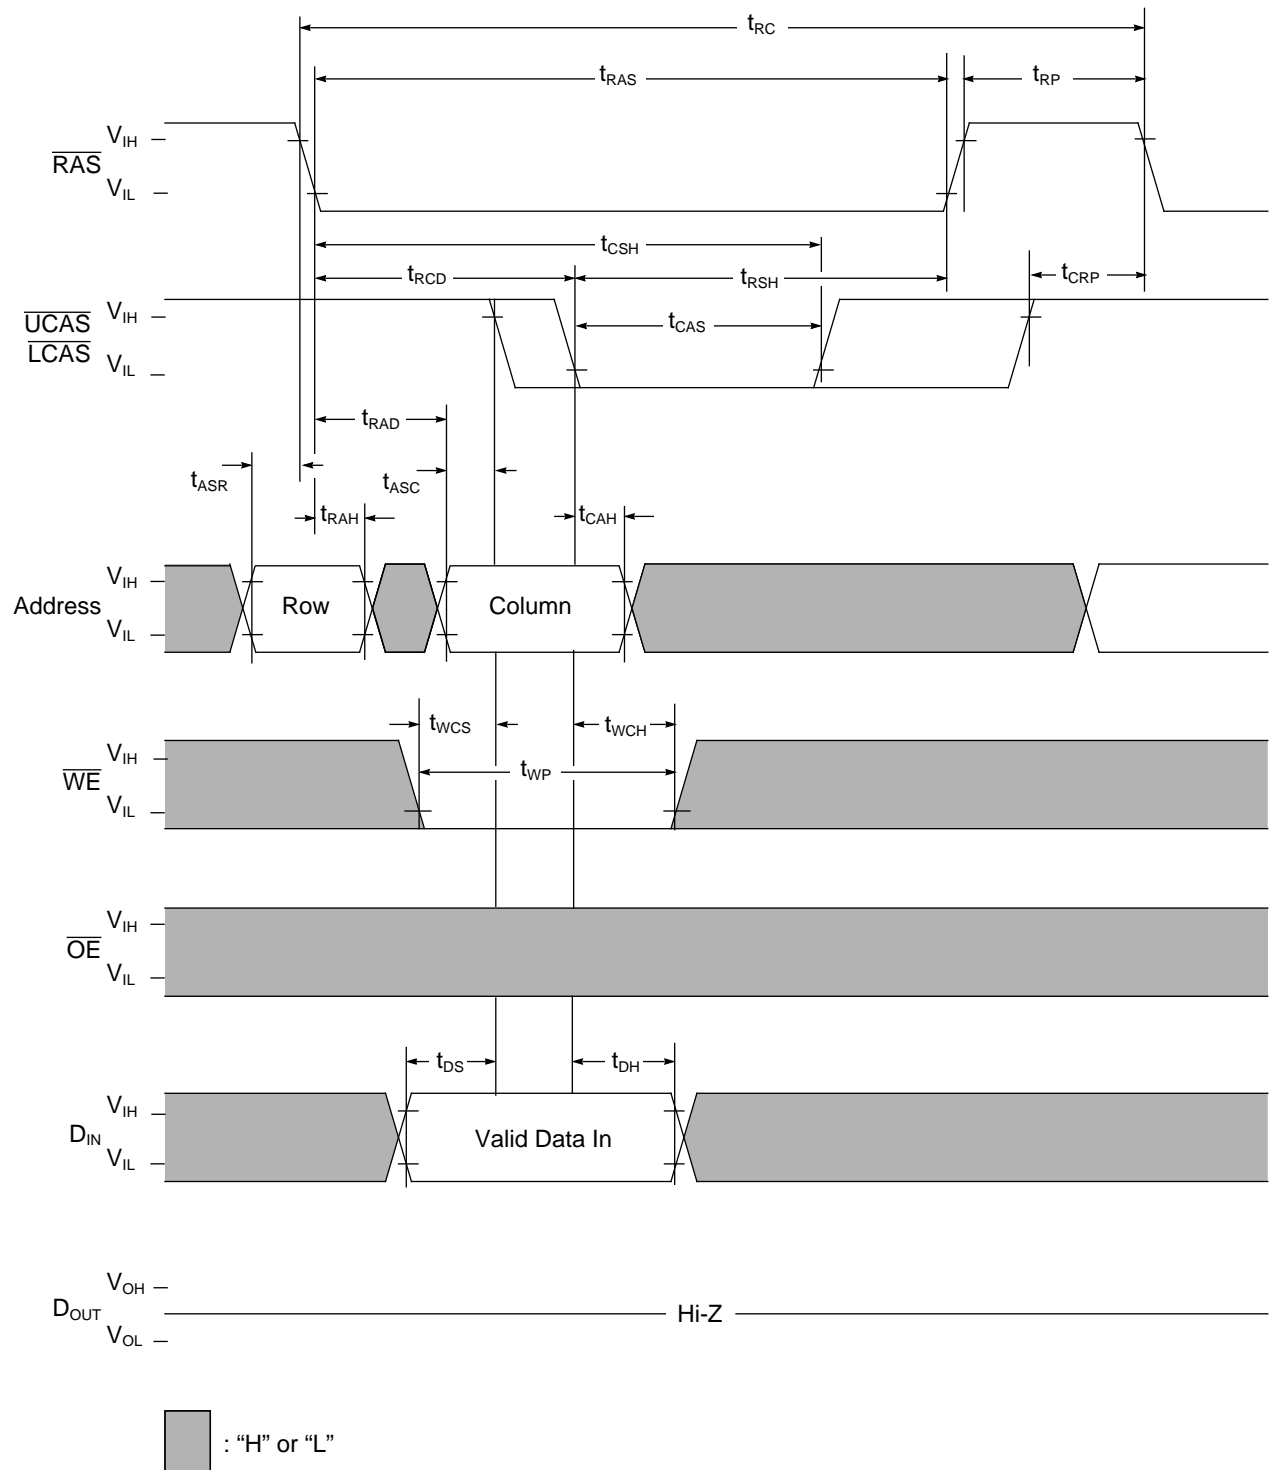 tRC
tRAS
tRP
VIH
RAS
VIL
tCSH
tRCD
tRSH
tCRP
VIH
UCAS
LCAS
tCAS
VIL
tRAD
tASR
tASC
tRAH
tCAH
VIH
Address
Row
Column
VIL
tWCS
tWCH
VIH
WE
tWP
VIL
VIH
OE
VIL
tDS
tDH
VIH
DIN
Valid Data In
VIL
VOH
DOUT
Hi-Z
VOL
: “H” or “L”